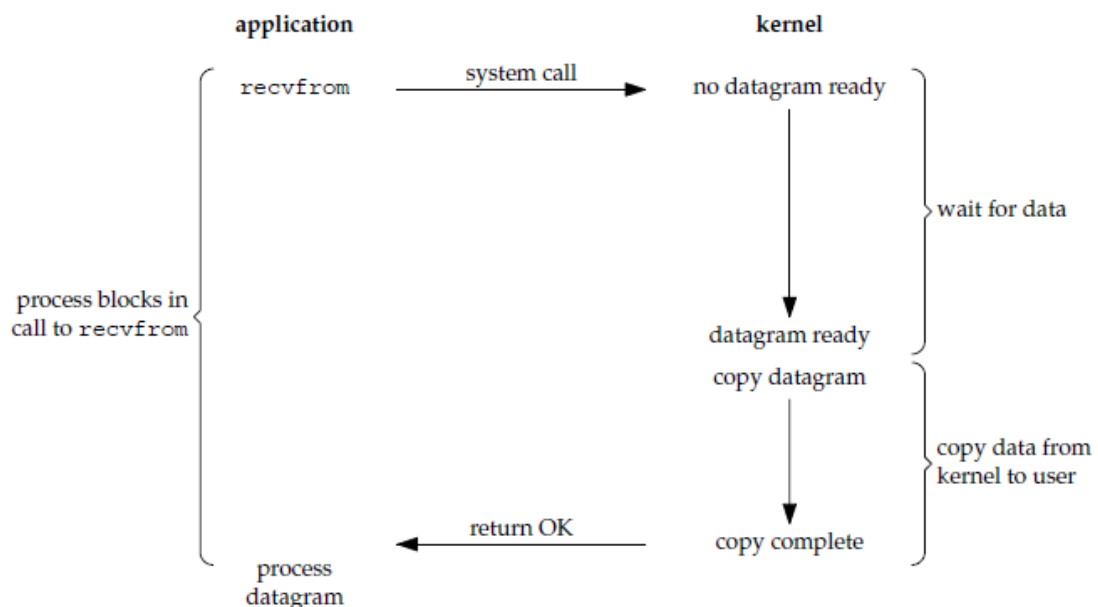 application
kernel
recvfrom
system call
no datagram ready
wait for data
process blocks in
call to recvfrom
datagram ready
copy datagram
copy data from
kernel to user
return OK
copy complete
process
datagram